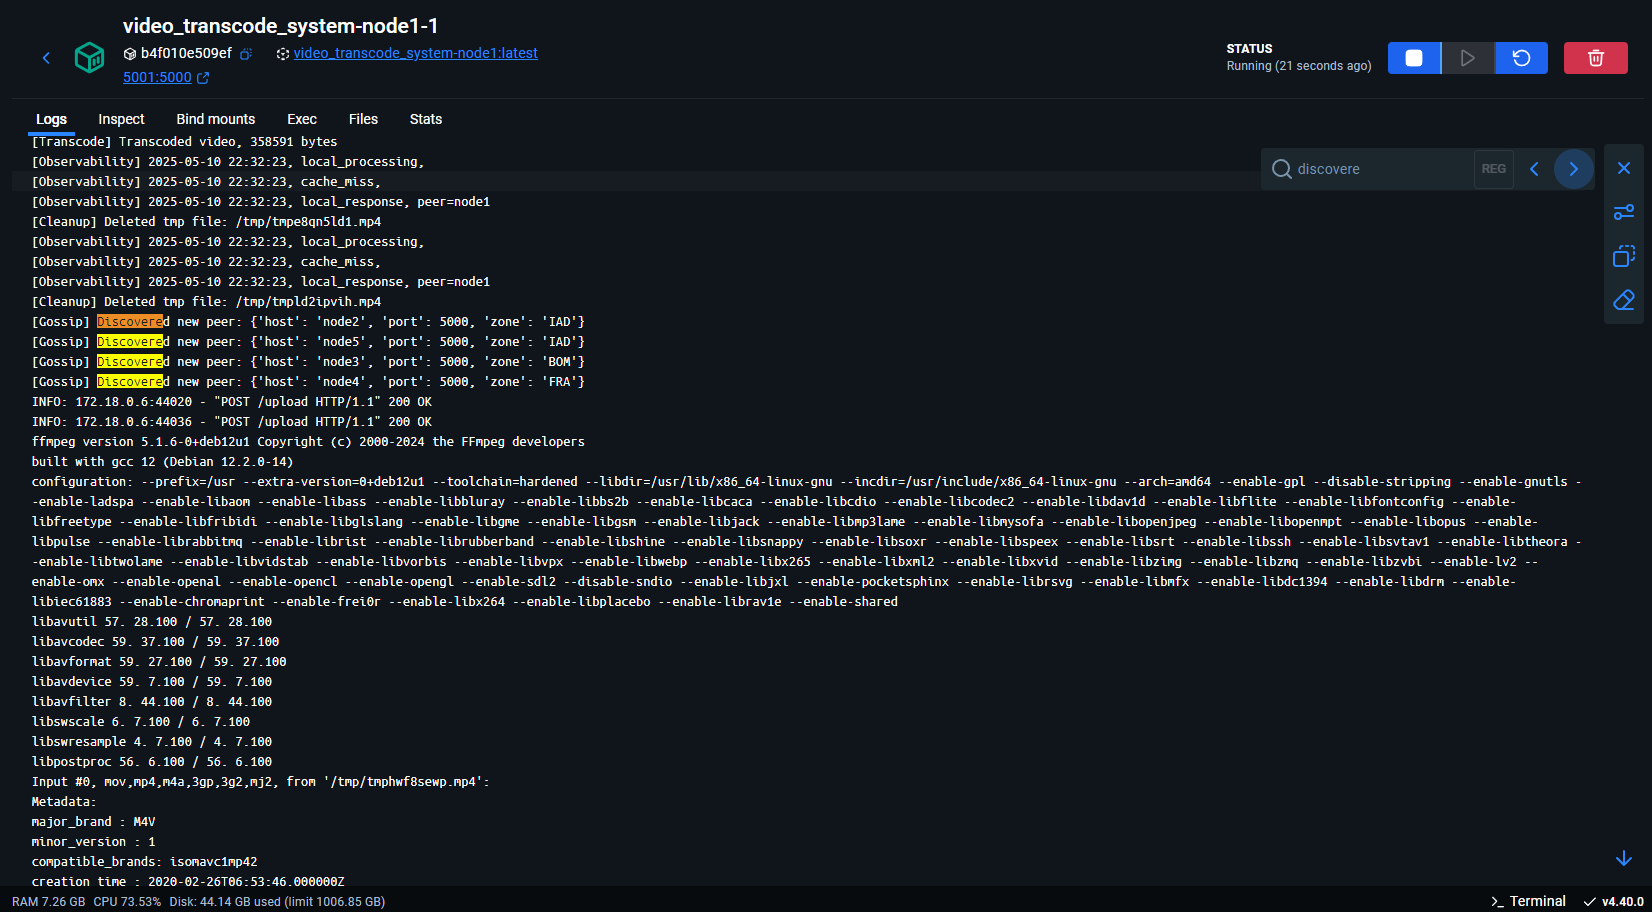 video_transcode_system-node1-1
b4f010e509ef video_transcode_system-node1:latest
5001:5000
STATUS
Running (21 seconds ago)
Logs Inspect Bind mounts Exec Files Stats
discovere REG
[Transcode] Transcoded video, 358591 bytes
[Observability] 2025-05-10 22:32:23, local_processing,
[Observability] 2025-05-10 22:32:23, cache_miss,
[Observability] 2025-05-10 22:32:23, local_response, peer=node1
[Cleanup] Deleted tmp file: /tmp/tmpe8qn5ld1.mp4
[Observability] 2025-05-10 22:32:23, local_processing,
[Observability] 2025-05-10 22:32:23, cache_miss,
[Observability] 2025-05-10 22:32:23, local_response, peer=node1
[Cleanup] Deleted tmp file: /tmp/tmpld2ipvih.mp4
[Gossip] Discovered new peer: {'host': 'node2', 'port': 5000, 'zone': 'IAD'}
[Gossip] Discovered new peer: {'host': 'node5', 'port': 5000, 'zone': 'IAD'}
[Gossip] Discovered new peer: {'host': 'node3', 'port': 5000, 'zone': 'BOM'}
[Gossip] Discovered new peer: {'host': 'node4', 'port': 5000, 'zone': 'FRA'}
INFO: 172.18.0.6:44020 - "POST /upload HTTP/1.1" 200 OK
INFO: 172.18.0.6:44036 - "POST /upload HTTP/1.1" 200 OK
ffmpeg version 5.1.6-0+deb12u1 Copyright (c) 2000-2024 the FFmpeg developers
built with gcc 12 (Debian 12.2.0-14)
configuration: --prefix=/usr --extra-version=0+deb12u1 --toolchain=hardened --libdir=/usr/lib/x86_64-linux-gnu --incdir=/usr/include/x86_64-linux-gnu --arch=amd64 --enable-gpl --disable-stripping --enable-gnutls -
-enable-ladspa --enable-libaom --enable-libass --enable-libbluray --enable-libbs2b --enable-libcaca --enable-libcdio --enable-libcodec2 --enable-libdav1d --enable-libflite --enable-libfontconfig --enable-
libfreetype --enable-libfribidi --enable-libglslang --enable-libgme --enable-libgsm --enable-libjack --enable-libmp3lame --enable-libmysofa --enable-libopenjpeg --enable-libopenmpt --enable-libopus --enable-
libpulse --enable-librabbitmq --enable-librist --enable-librubberband --enable-libshine --enable-libsnappy --enable-libsoxr --enable-libspeex --enable-libsrt --enable-libssh --enable-libsvtav1 --enable-libtheora -
-enable-libtwolame --enable-libvidstab --enable-libvorbis --enable-libvpx --enable-libwebp --enable-libx265 --enable-libxml2 --enable-libxvid --enable-libzimg --enable-libzmq --enable-libzvbi --enable-lv2 --
enable-omx --enable-openal --enable-opencl --enable-opengl --enable-sdl2 --disable-sndio --enable-libjxl --enable-pocketsphinx --enable-librsvg --enable-libmfx --enable-libdc1394 --enable-libdrm --enable-
libiec61883 --enable-chromaprint --enable-frei0r --enable-libx264 --enable-libplacebo --enable-librav1e --enable-shared
libavutil 57. 28.100 / 57. 28.100
libavcodec 59. 37.100 / 59. 37.100
libavformat 59. 27.100 / 59. 27.100
libavdevice 59. 7.100 / 59. 7.100
libavfilter 8. 44.100 / 8. 44.100
libswscale 6. 7.100 / 6. 7.100
libswresample 4. 7.100 / 4. 7.100
libpostproc 56. 6.100 / 56. 6.100
Input #0, mov,mp4,m4a,3gp,3g2,mj2, from '/tmp/tmphwf8sewp.mp4':
Metadata:
major_brand : M4V
minor_version : 1
compatible_brands: isomavc1mp42
creation_time : 2020-02-26T06:53:46.000000Z
RAM 7.26 GB CPU 73.53% Disk: 44.14 GB used (limit 1006.85 GB)
>_ Terminal v4.40.0